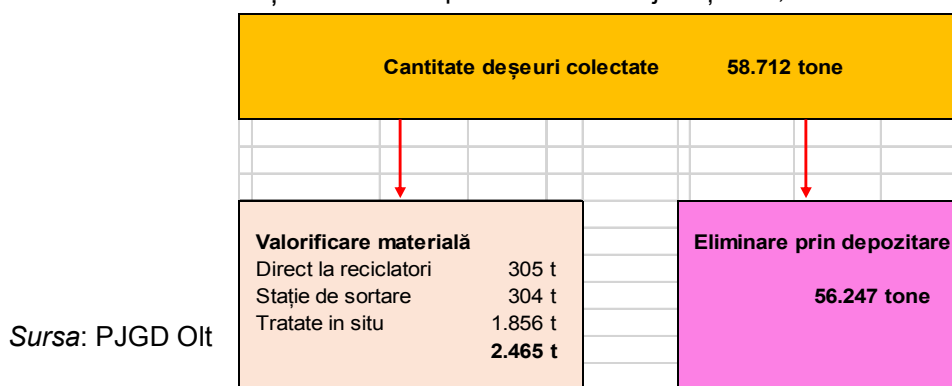 Cantitate deșeuri colectate 58.712 tone
Valorificare materială
Direct la reciclatori 305 t
Stație de sortare 304 t
Tratate in situ 1.856 t
2.465 t
Eliminare prin depozitare
56.247 tone
Sursa: PJGD Olt